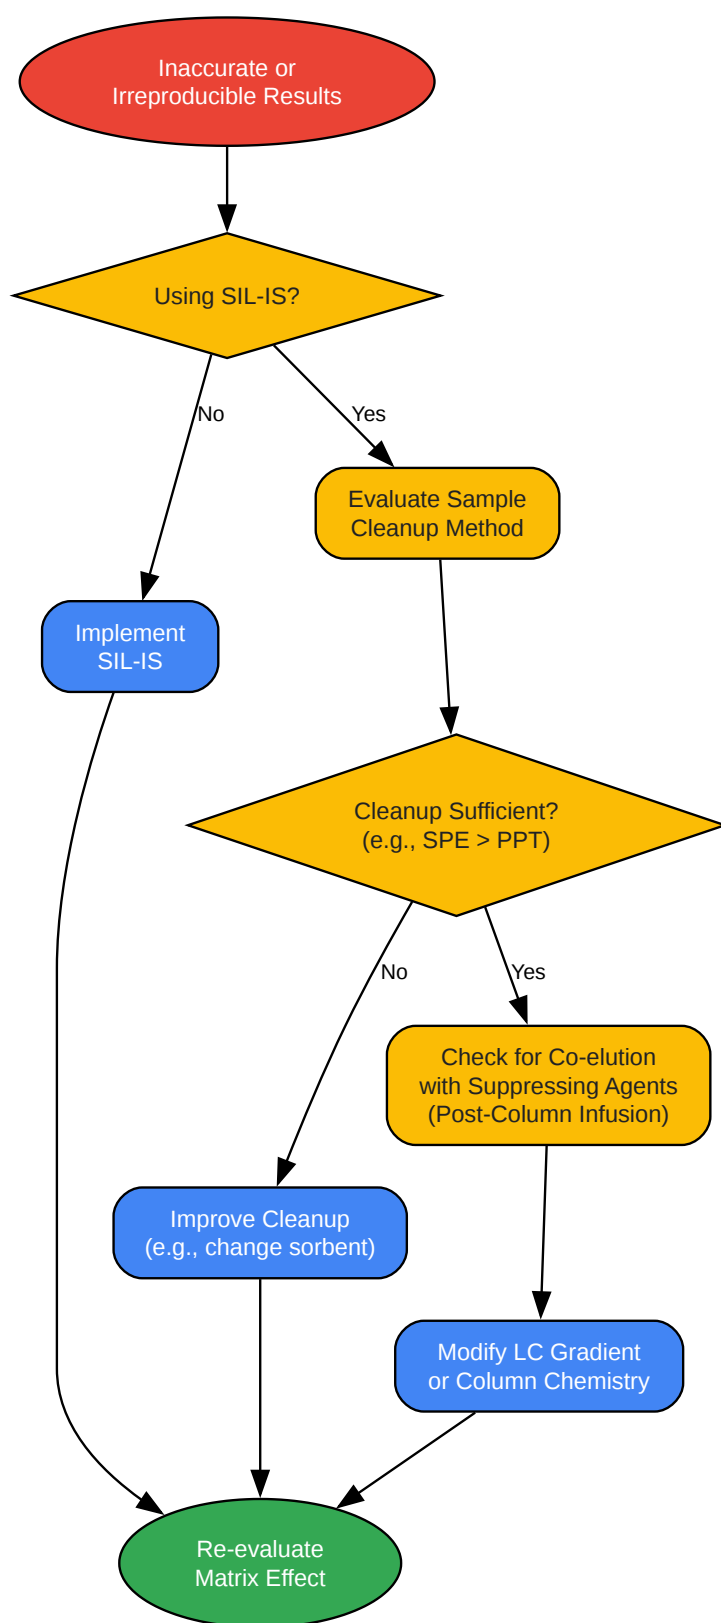 Inaccurate or
Irreproducible Results
Using SIL-IS?
No
Yes
Evaluate Sample
Cleanup Method
Implement
SIL-IS
Cleanup Sufficient?
(e.g., SPE > PPT)
No
Yes
Check for Co-elution
with Suppressing Agents
(Post-Column Infusion)
Improve Cleanup
(e.g., change sorbent)
Modify LC Gradient
or Column Chemistry
Re-evaluate
Matrix Effect